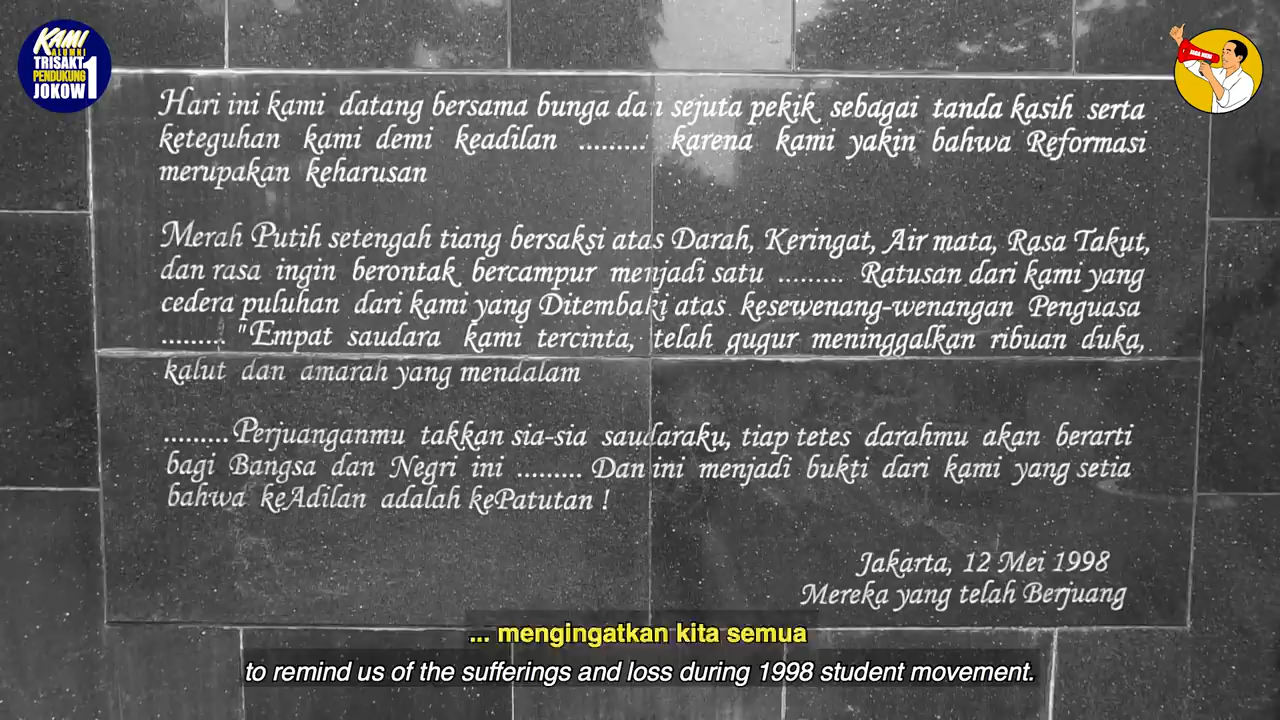 KAMI
ALUMNI
TRISAKTI
PENDUKUNG
JOKOW1
Hari ini kami datang bersama bunga dan sejuta pekik sebagai tanda kasih serta
keteguhan kami demi keadilan ......... karena kami yakin bahwa Reformasi
merupakan keharusan
Merah Putih setengah tiang bersaksi atas Darah, Keringat, Air mata, Rasa Takut,
dan rasa ingin berontak bercampur menjadi satu ......... Ratusan dari kami yang
cedera puluhan dari kami yang Ditembaki atas kesewenang-wenangan Penguasa
......... "Empat saudara kami tercinta, telah gugur meninggalkan ribuan duka,
kalut dan amarah yang mendalam
.........Perjuanganmu takkan sia-sia saudaraku, tiap tetes darahmu akan berarti
bagi Bangsa dan Negri ini ......... Dan ini menjadi bukti dari kami yang setia
bahwa keAdilan adalah kePatutan !
Jakarta, 12 Mei 1998
Mereka yang telah Berjuang
... mengingatkan kita semua
to remind us of the sufferings and loss during 1998 student movement.